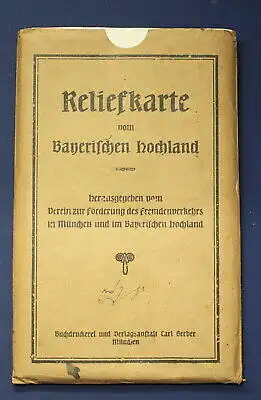 Reliefkarte
vom
Bayerischen Hochland
herausgegeben vom
Verein zur Förderung des Fremdenverkehrs
in München und im Bayerischen Hochland
Buchdruckerei und Verlagsanstalt Carl Gerber
München